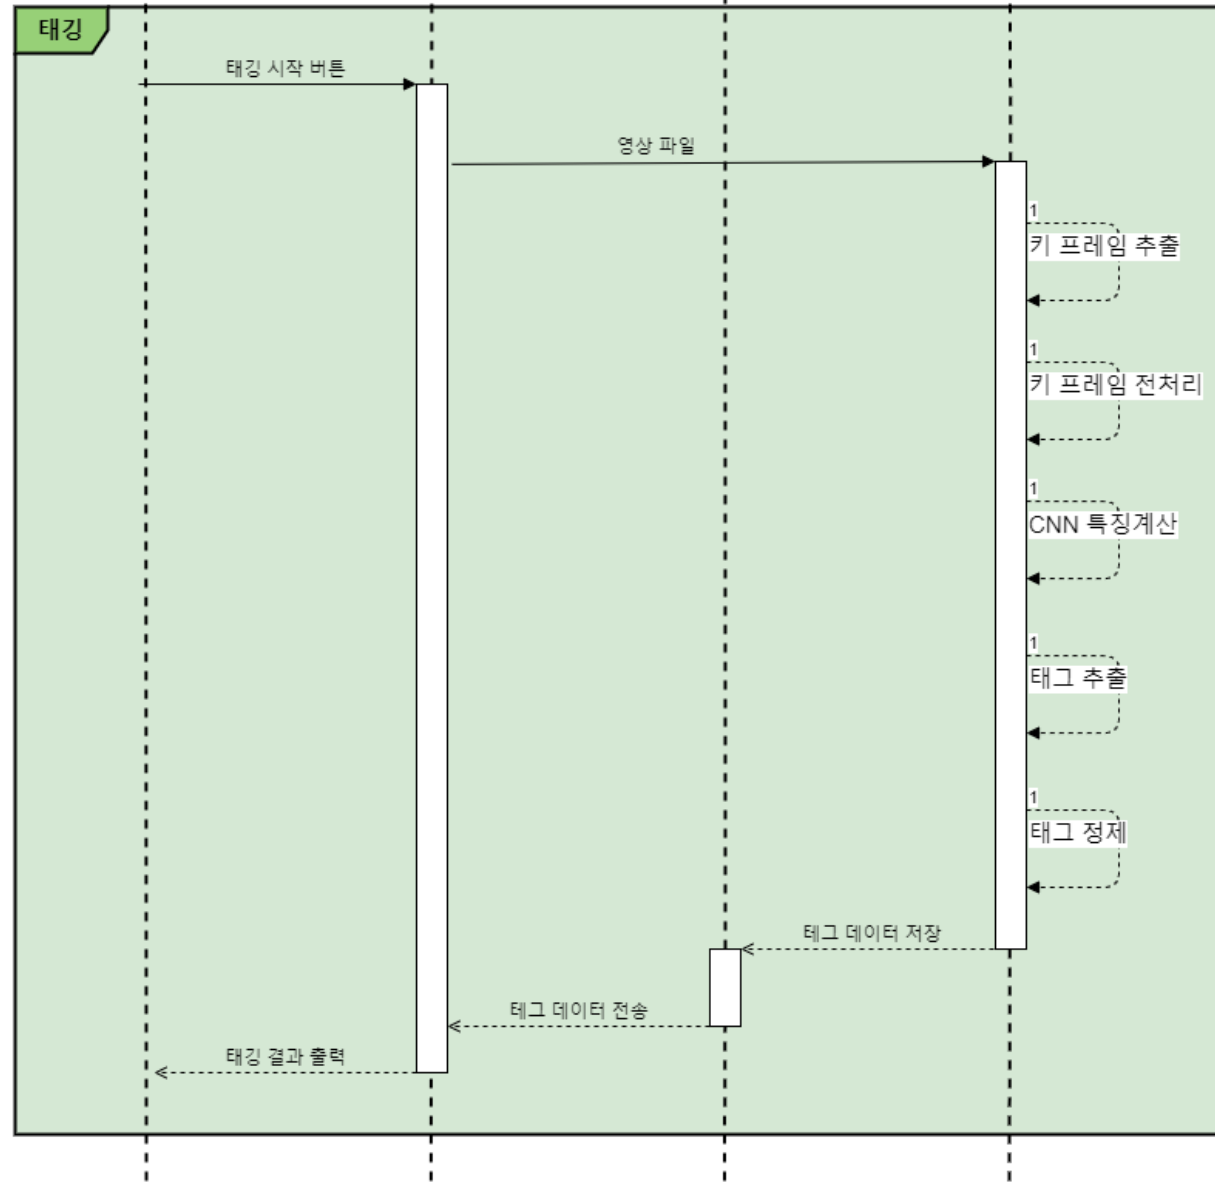 태깅
태깅 시작 버튼
영상 파일
1
키 프레임 추출
1
키 프레임 전처리
1
CNN 특징계산
1
태그 추출
1
태그 정제
테그 데이터 저장
테그 데이터 전송
태깅 결과 출력